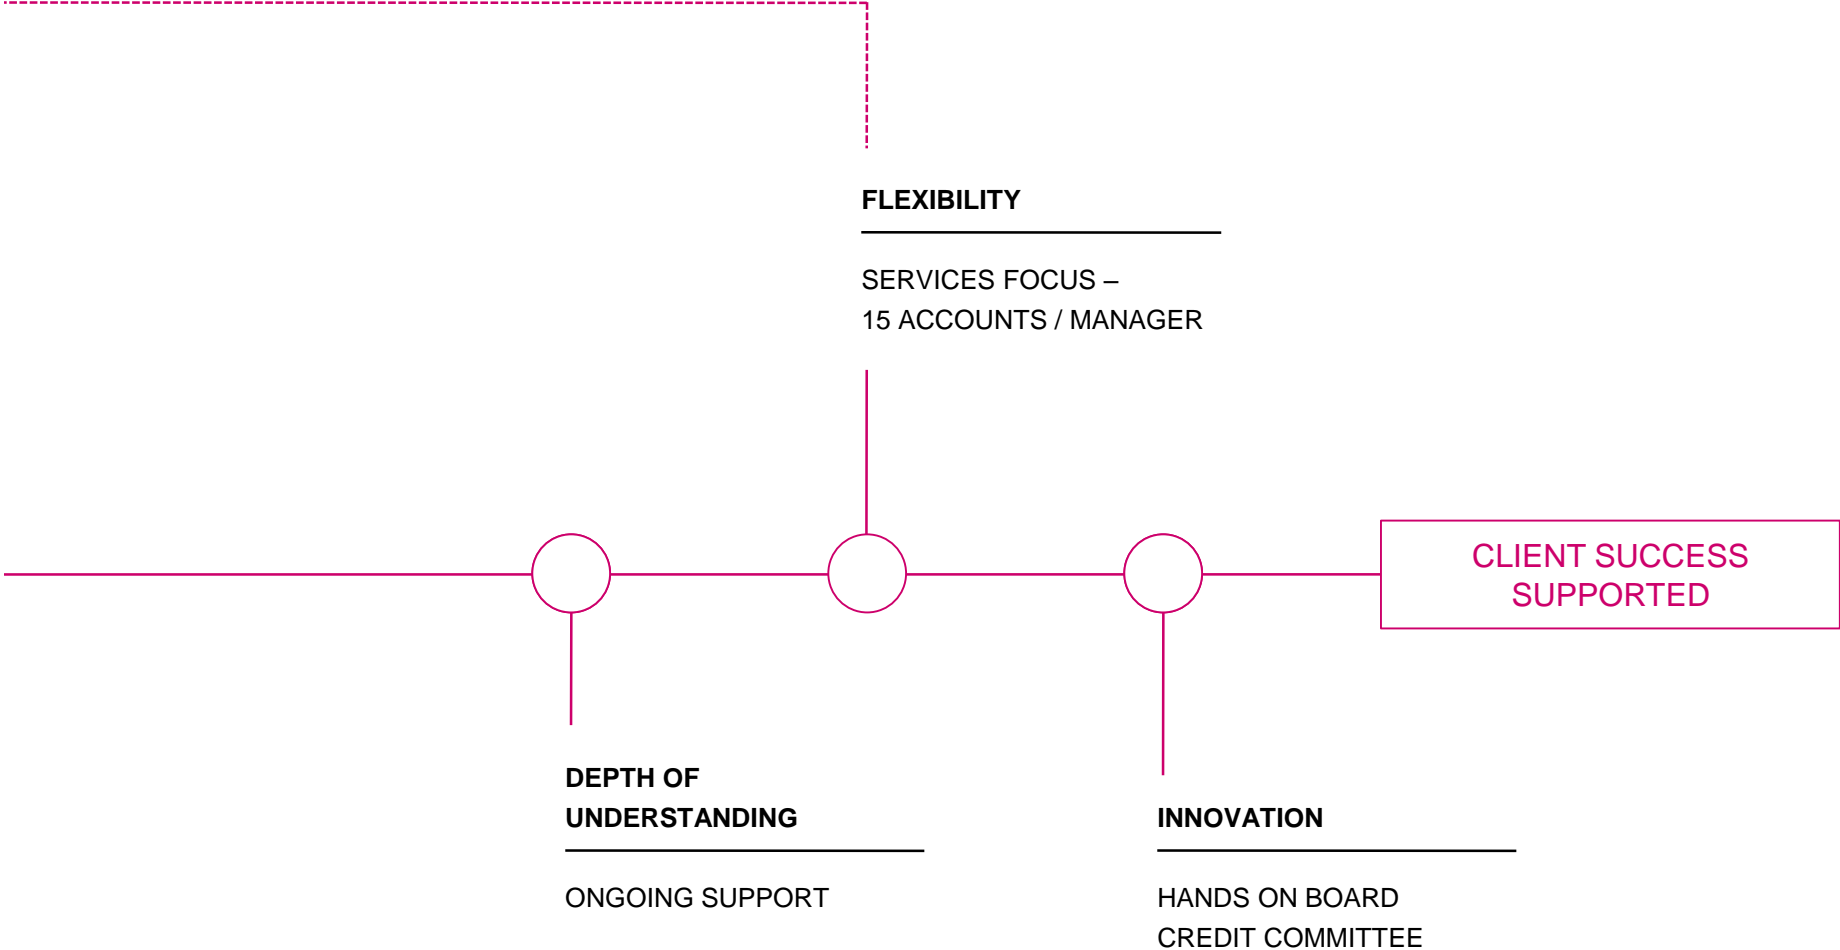 FLEXIBILITY
SERVICES FOCUS –
15 ACCOUNTS / MANAGER
CLIENT SUCCESS
SUPPORTED
DEPTH OF
UNDERSTANDING
ONGOING SUPPORT
INNOVATION
HANDS ON BOARD
CREDIT COMMITTEE